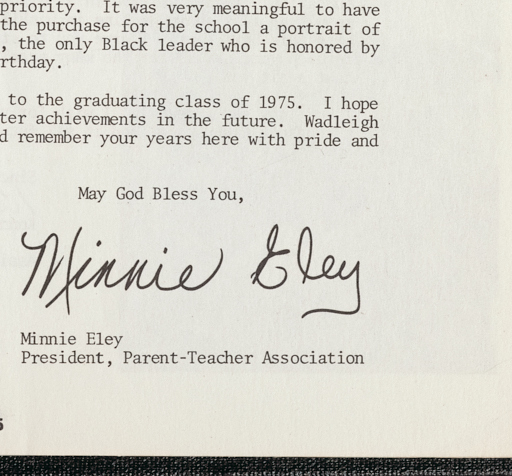 priority. It was very meaningful to have
the purchase for the school a portrait of
, the only Black leader who is honored by
rthday.
to the graduating class of 1975. I hope
ter achievements in the future. Wadleigh
d remember your years here with pride and
May God Bless You,
Minnie Eley
Minnie Eley
President, Parent-Teacher Association